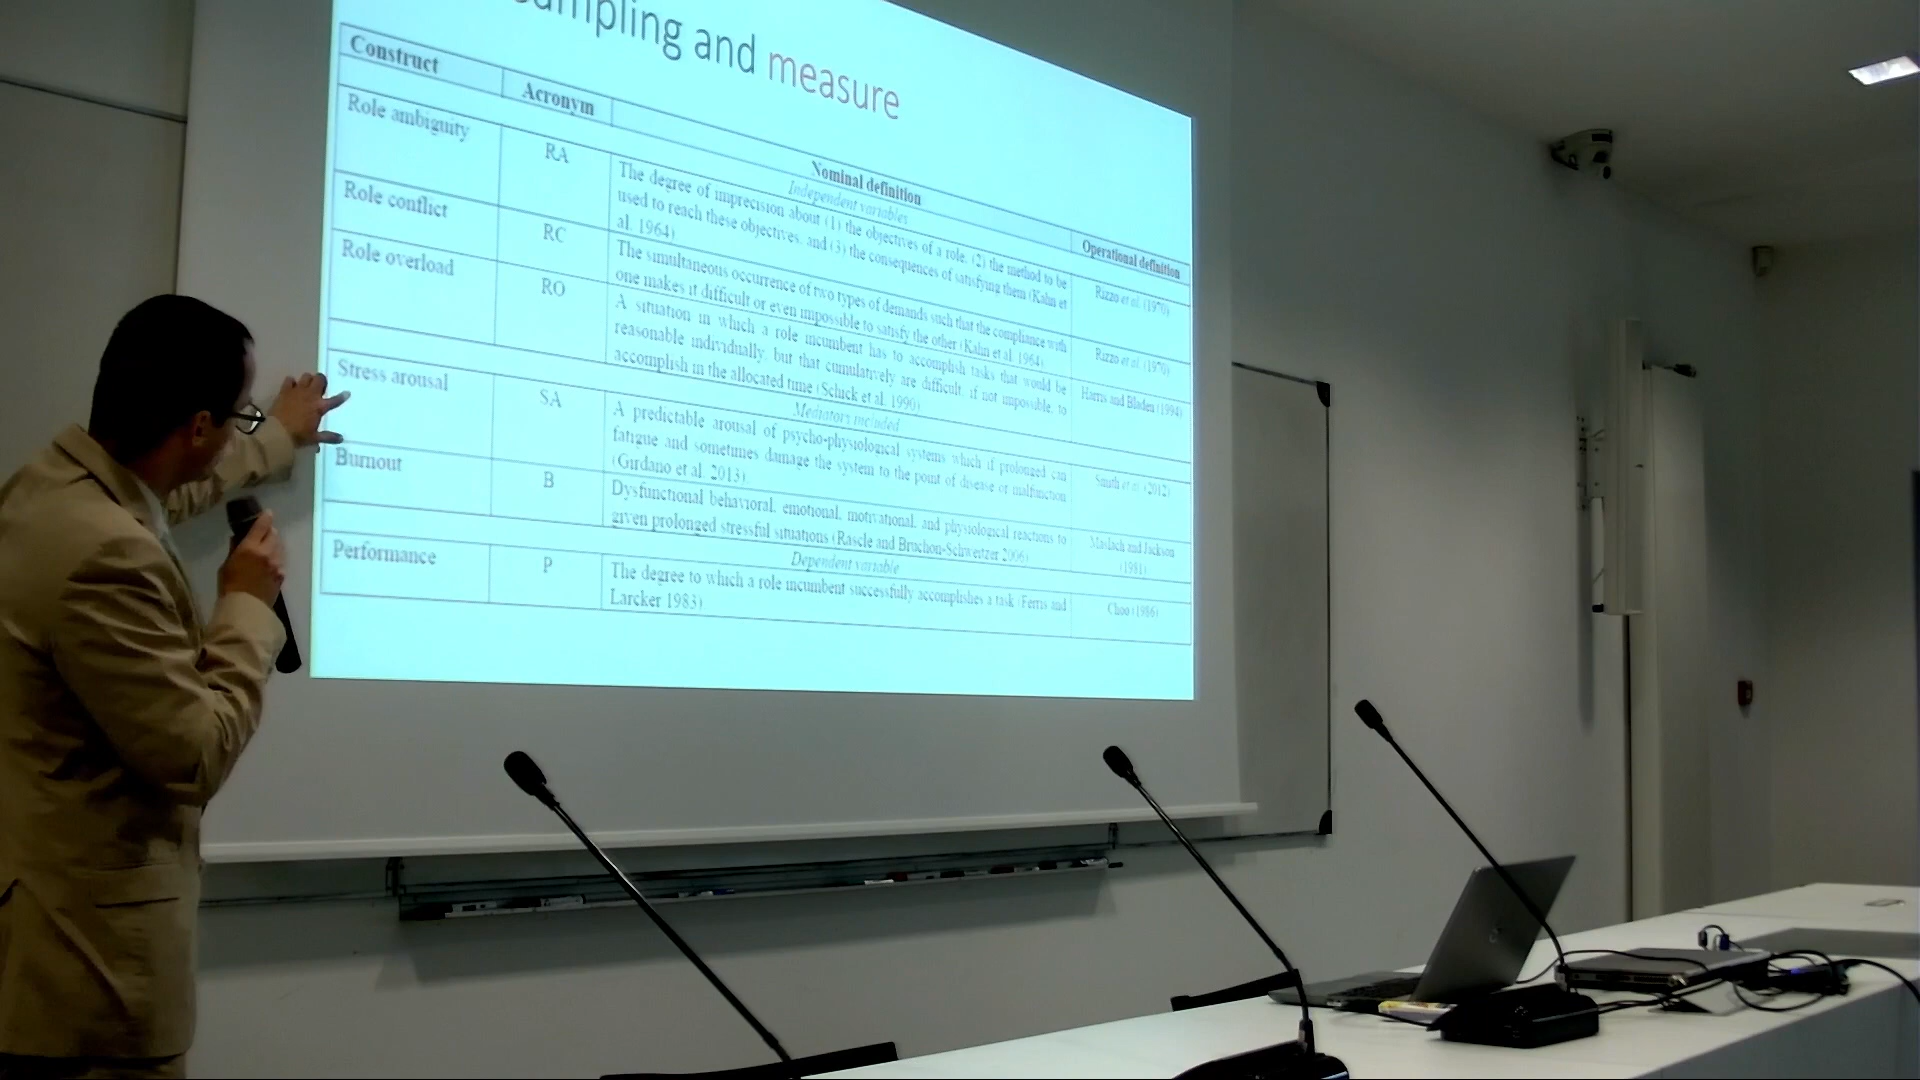 sampling and measure
Construct
Acronym
Nominal definition
Operational definition
Independent variables
Role ambiguity
RA
The degree of imprecision about (1) the objectives of a role, (2) the method to be
used to reach these objectives, and (3) the consequences of satisfying them (Kahn et
al. 1964)
Rizzo et al. (1970)
Role conflict
RC
The simultaneous occurrence of two types of demands such that the compliance with
one makes it difficult or even impossible to satisfy the other (Kahn et al. 1964)
Rizzo et al. (1970)
Role overload
RO
A situation in which a role incumbent has to accomplish tasks that would be
reasonable individually, but that cumulatively are difficult, if not impossible, to
accomplish in the allocated time (Schick et al. 1990)
Harris and Bladen (1994)
Mediators included
Stress arousal
SA
A predictable arousal of psycho-physiological systems which if prolonged can
fatigue and sometimes damage the system to the point of disease or malfunction
(Girdano et al. 2013)
Smith et al. (2012)
Burnout
B
Dysfunctional behavioral, emotional, motivational, and physiological reactions to
given prolonged stressful situations (Rascle and Bruchon-Schweitzer 2006)
Maslach and Jackson
(1981)
Dependent variable
Performance
P
The degree to which a role incumbent successfully accomplishes a task (Ferris and
Larcker 1983)
Choo (1986)